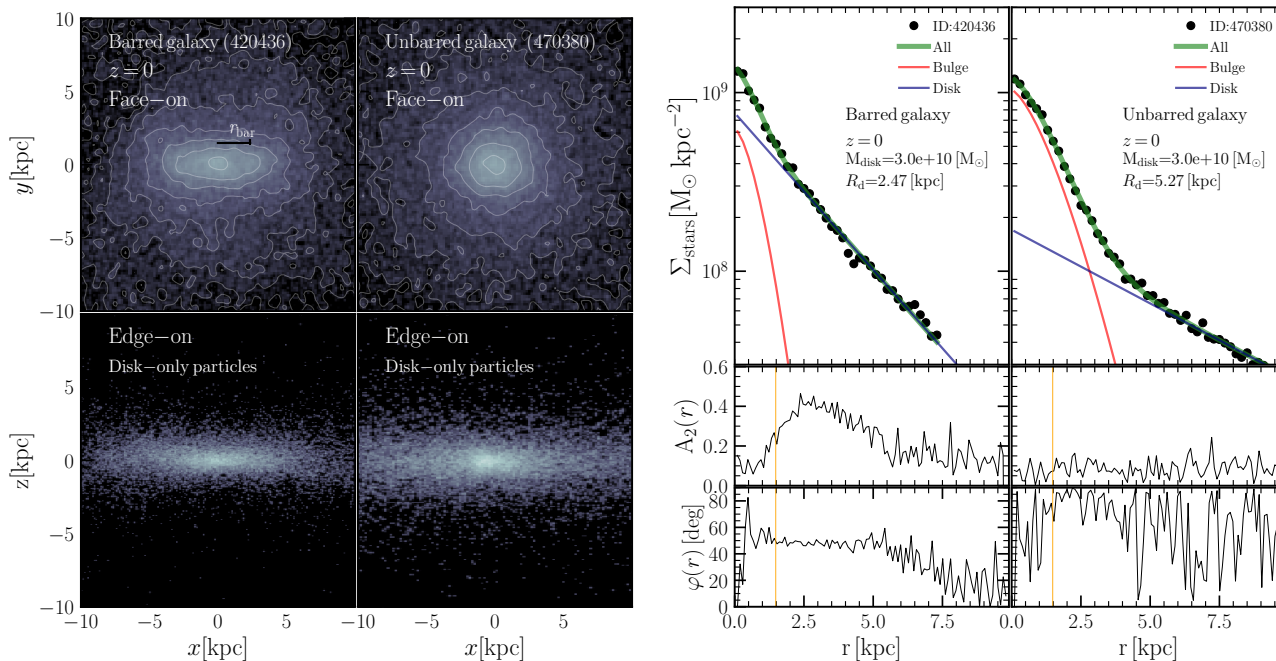 Barred galaxy (420436)
z = 0
Face−on
r_bar
Unbarred galaxy (470380)
z = 0
Face−on
10
5
0
−5
−10
y[kpc]
Edge−on
Disk−only particles
Edge−on
Disk−only particles
5
0
−5
−10
z[kpc]
−10 −5 0 5 −10 −5 0 5
x[kpc] x[kpc]
ID:420436
All
Bulge
Disk
Barred galaxy
z = 0
M_disk=3.0e+10 [M_⊙]
R_d=2.47 [kpc]
ID:470380
All
Bulge
Disk
Unbarred galaxy
z = 0
M_disk=3.0e+10 [M_⊙]
R_d=5.27 [kpc]
10^9
10^8
Σ_stars[M_⊙ kpc^−2]
0.6
0.4
0.2
0.0
A_2(r)
80
60
40
20
0
φ(r) [deg]
0.0 2.5 5.0 7.5 0.0 2.5 5.0 7.5
r[kpc] r[kpc]